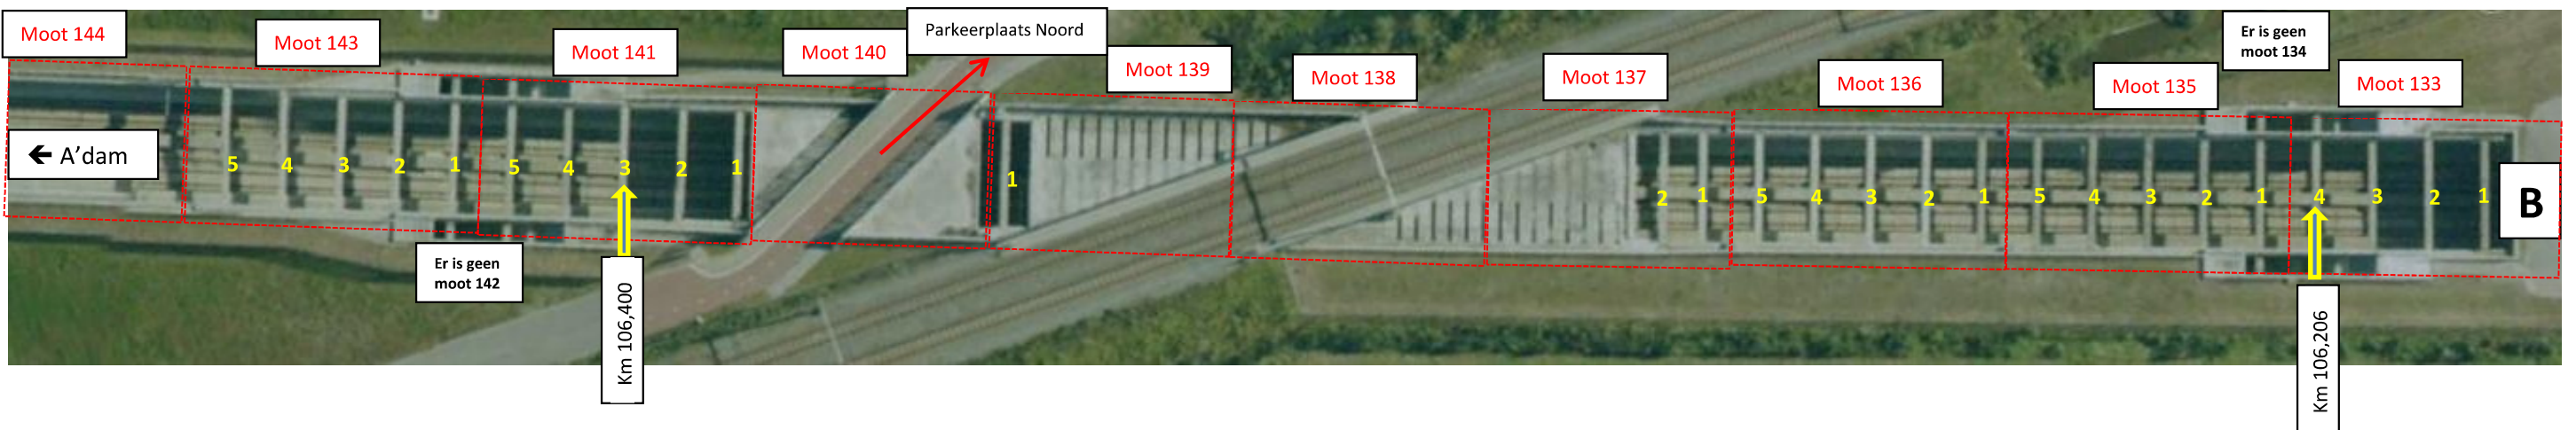 Moot 144
Moot 143
Moot 141
Moot 140
Parkeerplaats Noord
Moot 139
Moot 138
Moot 137
Moot 136
Moot 135
Er is geen
moot 134
Moot 133
← A'dam
5 4 3 2 1 5 4 3 2 1
1
2 1 5 4 3 2 1 5 4 3 2 1 4 3 2 1
B
Er is geen
moot 142
Km 106,400
Km 106,206